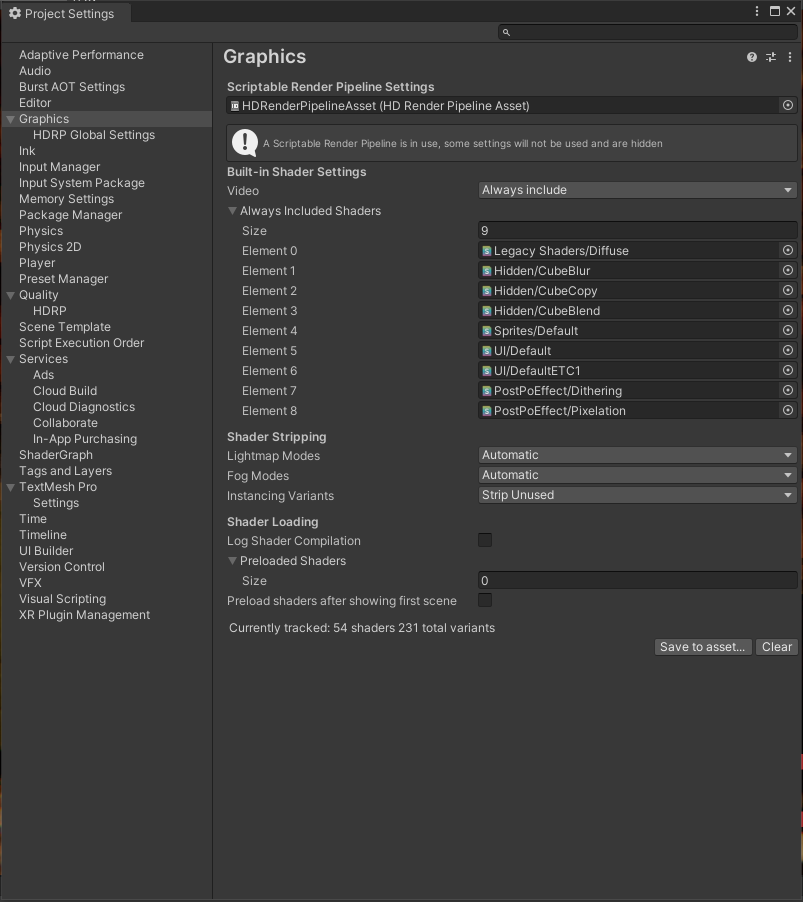 Project Settings
Adaptive Performance
Audio
Burst AOT Settings
Editor
Graphics
HDRP Global Settings
Ink
Input Manager
Input System Package
Memory Settings
Package Manager
Physics
Physics 2D
Player
Preset Manager
Quality
HDRP
Scene Template
Script Execution Order
Services
Ads
Cloud Build
Cloud Diagnostics
Collaborate
In-App Purchasing
ShaderGraph
Tags and Layers
TextMesh Pro
Settings
Time
Timeline
UI Builder
Version Control
VFX
Visual Scripting
XR Plugin Management
Graphics
Scriptable Render Pipeline Settings
HDRenderPipelineAsset (HD Render Pipeline Asset)
A Scriptable Render Pipeline is in use, some settings will not be used and are hidden
Built-in Shader Settings
Video Always include
Always Included Shaders
Size 9
Element 0 Legacy Shaders/Diffuse
Element 1 Hidden/CubeBlur
Element 2 Hidden/CubeCopy
Element 3 Hidden/CubeBlend
Element 4 Sprites/Default
Element 5 UI/Default
Element 6 UI/DefaultETC1
Element 7 PostPoEffect/Dithering
Element 8 PostPoEffect/Pixelation
Shader Stripping
Lightmap Modes Automatic
Fog Modes Automatic
Instancing Variants Strip Unused
Shader Loading
Log Shader Compilation
Preloaded Shaders
Size 0
Preload shaders after showing first scene
Currently tracked: 54 shaders 231 total variants
Save to asset... Clear